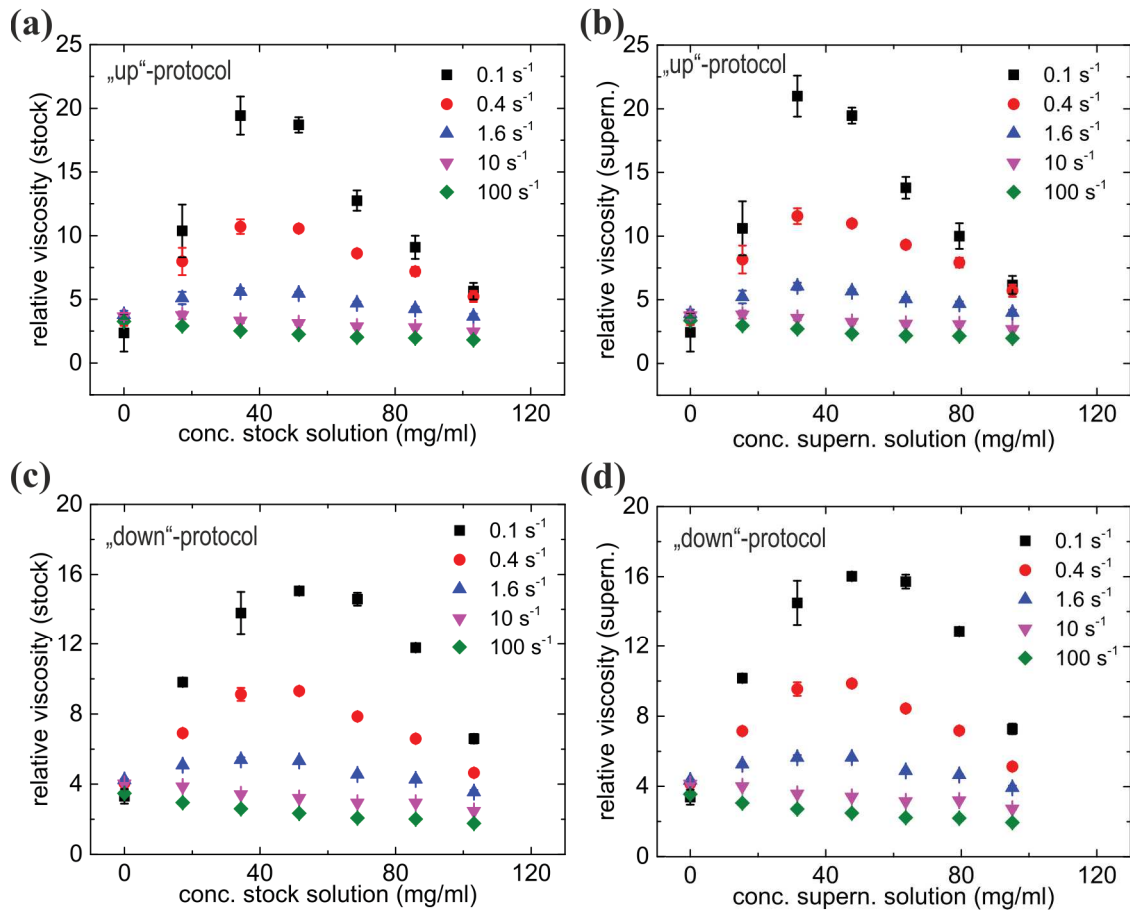 (a)
„up“-protocol
0.1 s⁻¹
0.4 s⁻¹
1.6 s⁻¹
10 s⁻¹
100 s⁻¹
25
20
15
10
5
0
relative viscosity (stock)
0 40 80 120
conc. stock solution (mg/ml)
(b)
„up“-protocol
0.1 s⁻¹
0.4 s⁻¹
1.6 s⁻¹
10 s⁻¹
100 s⁻¹
25
20
15
10
5
0
relative viscosity (supern.)
0 40 80 120
conc. supern. solution (mg/ml)
(c)
„down“-protocol
0.1 s⁻¹
0.4 s⁻¹
1.6 s⁻¹
10 s⁻¹
100 s⁻¹
20
16
12
8
4
0
relative viscosity (stock)
0 40 80 120
conc. stock solution (mg/ml)
(d)
„down“-protocol
0.1 s⁻¹
0.4 s⁻¹
1.6 s⁻¹
10 s⁻¹
100 s⁻¹
20
16
12
8
4
0
relative viscosity (supern.)
0 40 80 120
conc. supern. solution (mg/ml)